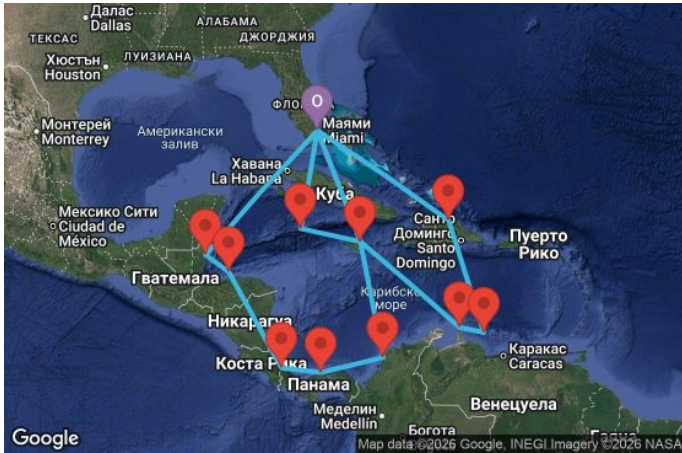 Далас
Dallas
АЛАБАМА
ТЕКСАС
ДЖОРДЖИЯ
ЛУИЗИАНА
Хюстън
Houston
O
Монтерей
Monterrey
Американски
залив
Маями
Miami
Хавана
La Habana
Куба
Мексико Сити
Ciudad de
México
Санто
Доминго
Santo
Domingo
Пуерто
Рико
Гватемала
Карибско
море
Никарагуа
Каракас
Caracas
Коста Рика
Панама
Венецуела
Меделин
Medellín
Богота
Google
Map data ©2026 Google, INEGI Imagery ©2026 NASA